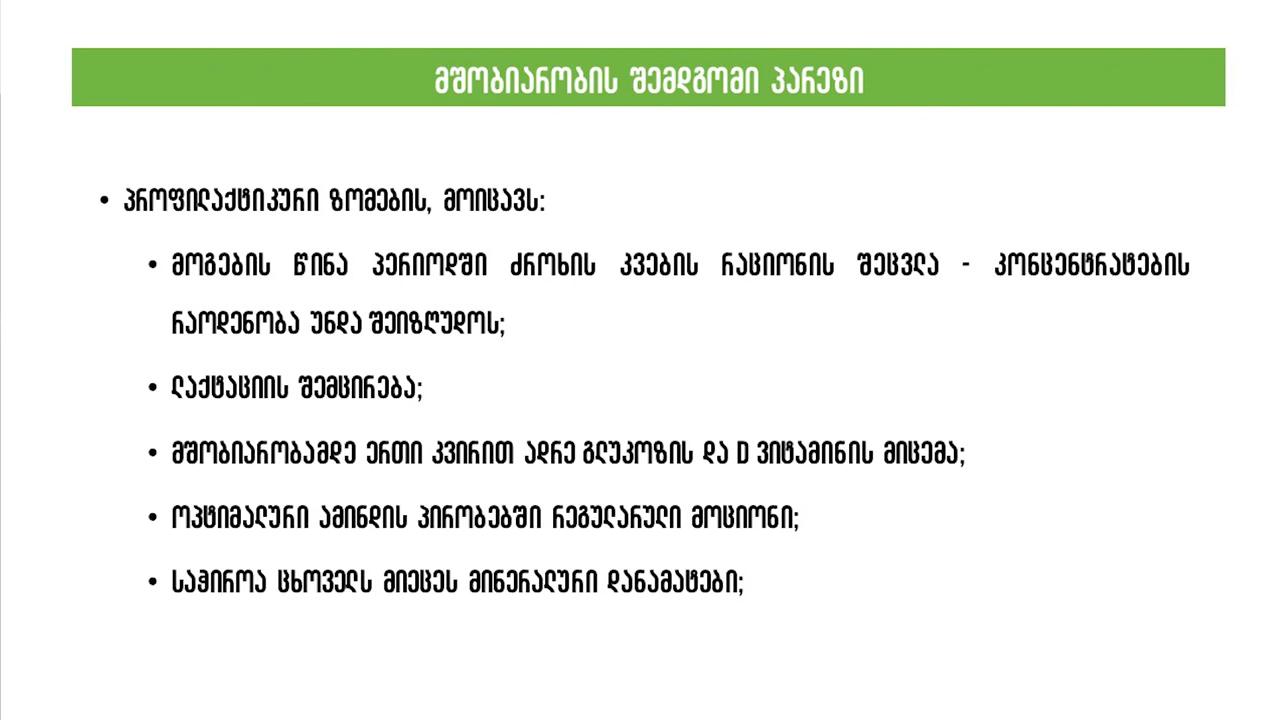 მშობიარობის შემდგომი პარეზი
• პროფილაქტიკური ზომების, მოიცავს:
• მოგების წინა პერიოდში ძროხის კვების რაციონის შეცვლა - კონცენტრატების
რაოდენობა უნდა შეიზღუდოს;
• ლაქტაციის შემცირება;
• მშობიარობამდე ერთი კვირით ადრე გლუკოზის და D ვიტამინის მიცემა;
• ოპტიმალური ამინდის პირობებში რეგულარული მოციონი;
• საჭიროა ცხოველს მიეცეს მინერალური დანამატები;